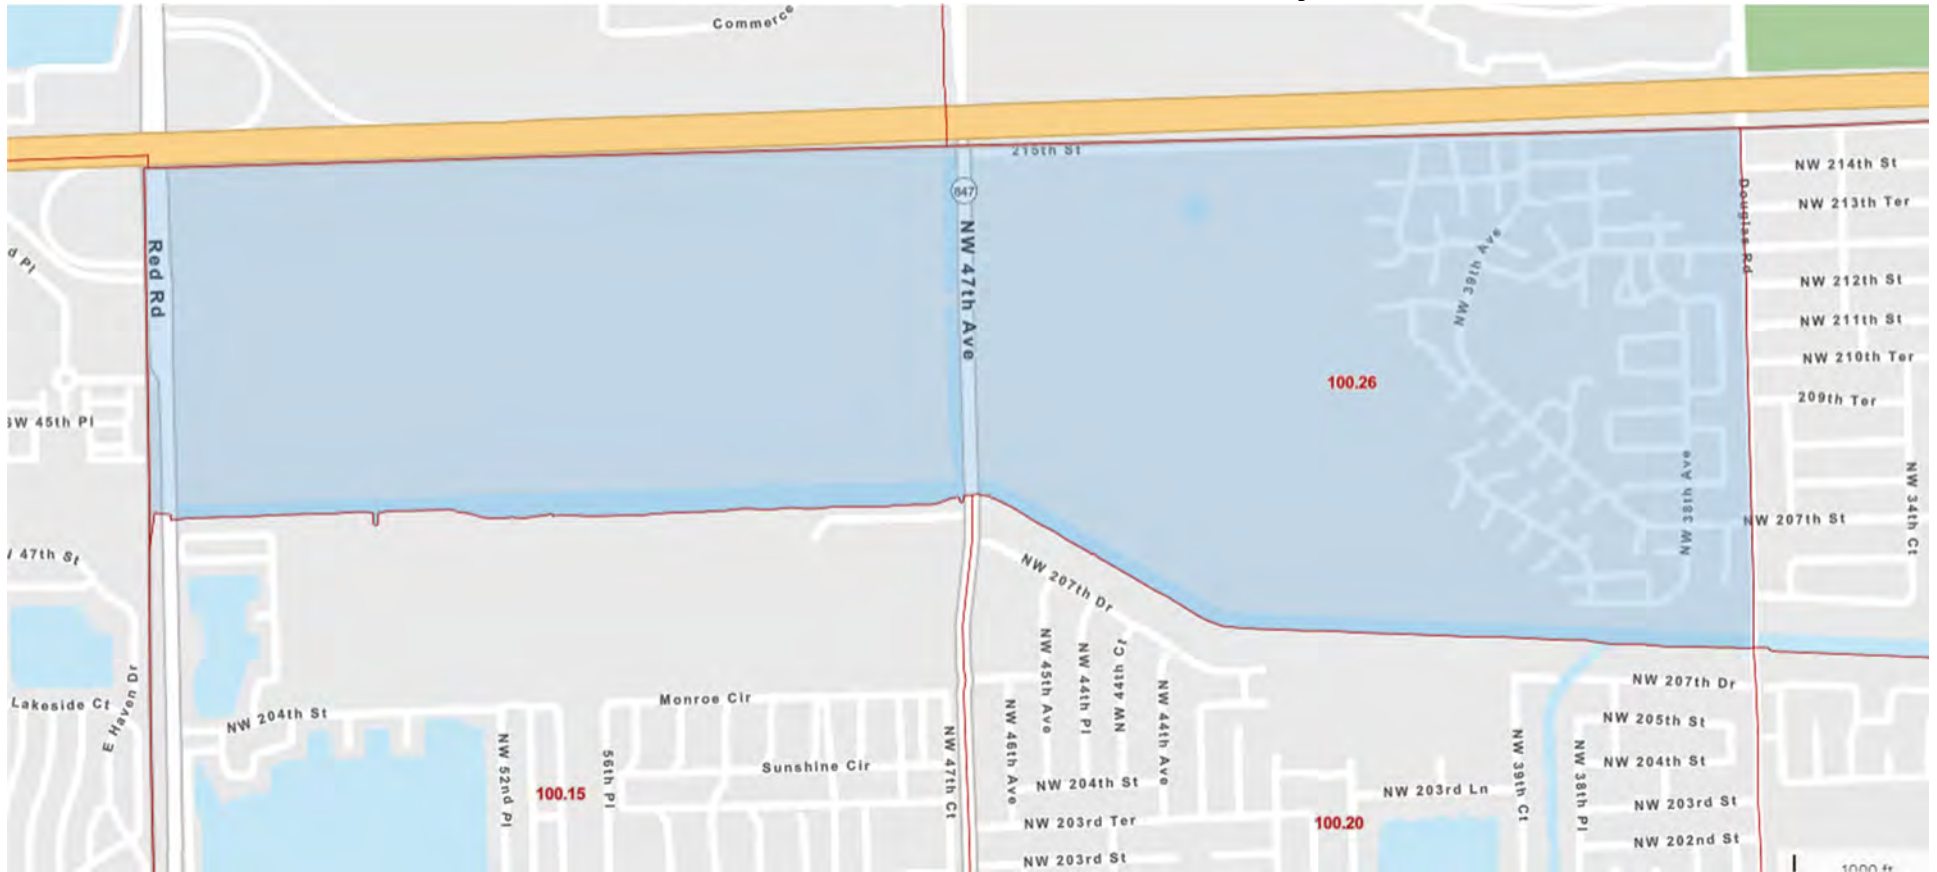 Commerce
215th St
NW 214th St
847
NW 213th Ter
Douglas Rd
Red Rd
NW 47th Ave
NW 39th Ave
d Pl
NW 212th St
NW 211th St
NW 210th Ter
100.26
209th Ter
SW 45th Pl
NW 38th Ave
NW 34th Ct
NW 207th St
47th St
NW 207th Dr
NW 45th Ave
NW 44th Pl
NW 44th Ct
NW 44th Ave
NW 207th Dr
Lakeside Ct
E Haven Dr
NW 204th St
Monroe Cir
NW 46th Ave
NW 205th St
NW 52nd Pl
56th Pl
Sunshine Cir
NW 47th Ct
NW 204th St
NW 39th Ct
NW 38th Pl
NW 204th St
100.15
NW 203rd Ln
NW 203rd St
NW 203rd Ter
100.20
NW 202nd St
NW 203rd St
1000 ft